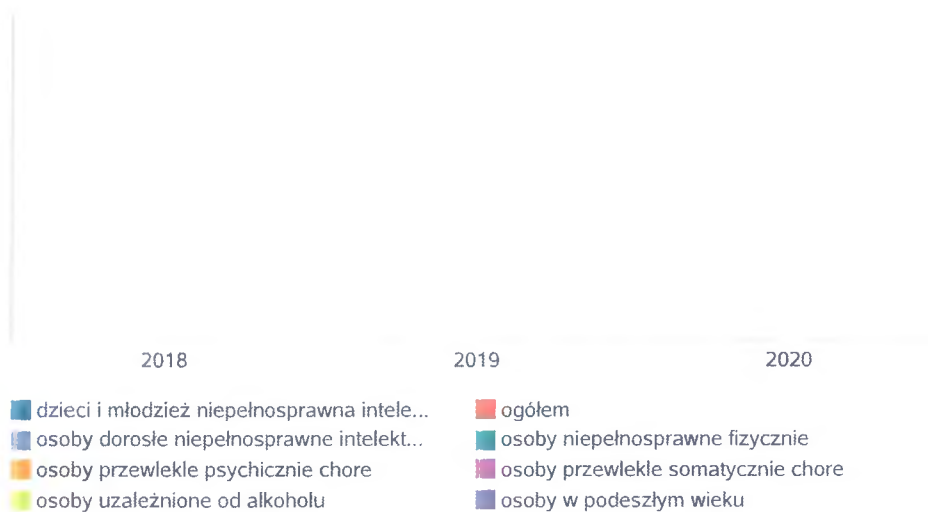 2018 2019 2020
dzieci i młodzież niepełnosprawna intele... ogółem
osoby dorosłe niepełnosprawne intelekt... osoby niepełnosprawne fizycznie
osoby przewlekle psychicznie chore osoby przewlekle somatycznie chore
osoby uzależnione od alkoholu osoby w podeszłym wieku